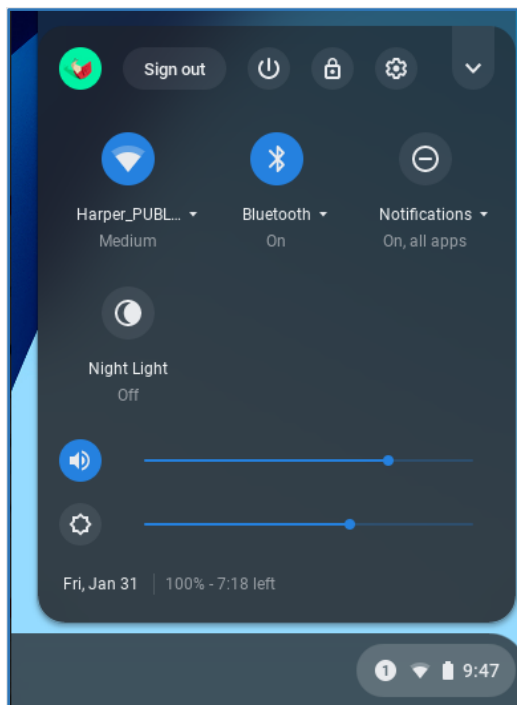 Sign out
Harper_PUBL... Bluetooth Notifications
Medium On On, all apps
Night Light
Off
Fri, Jan 31 100% - 7:18 left
1 9:47